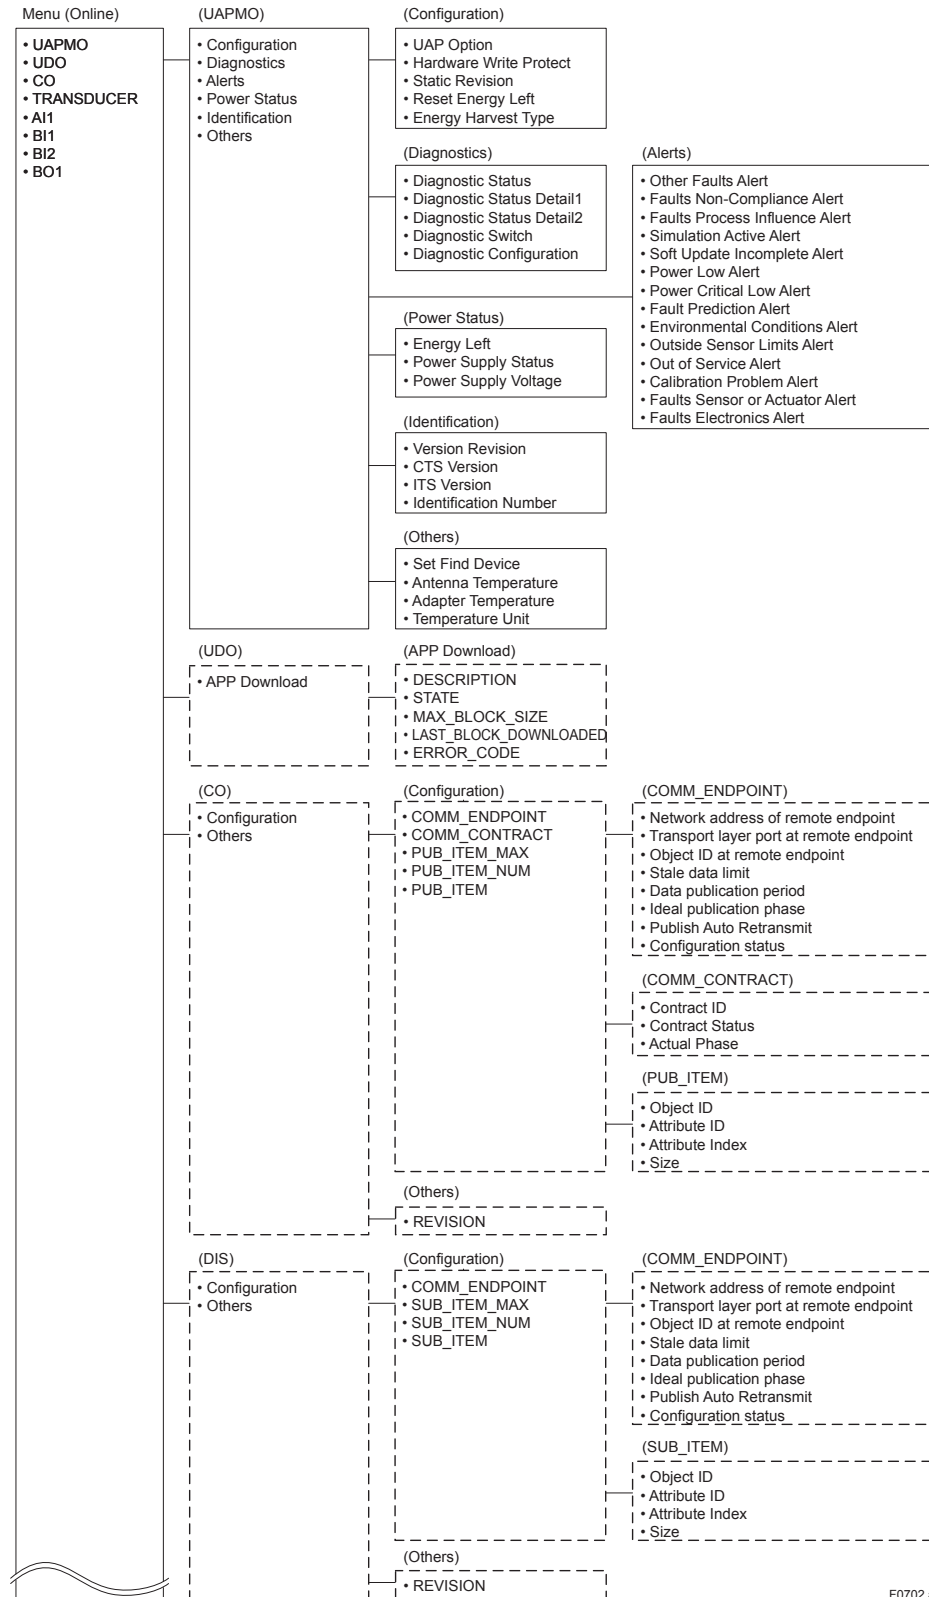 Menu (Online)
• UAPMO
• UDO
• CO
• TRANSDUCER
• AI1
• BI1
• BI2
• BO1
(UAPMO)
• Configuration
• Diagnostics
• Alerts
• Power Status
• Identification
• Others
(Configuration)
• UAP Option
• Hardware Write Protect
• Static Revision
• Reset Energy Left
• Energy Harvest Type
(Diagnostics)
• Diagnostic Status
• Diagnostic Status Detail1
• Diagnostic Status Detail2
• Diagnostic Switch
• Diagnostic Configuration
(Alerts)
• Other Faults Alert
• Faults Non-Compliance Alert
• Faults Process Influence Alert
• Simulation Active Alert
• Soft Update Incomplete Alert
• Power Low Alert
• Power Critical Low Alert
• Fault Prediction Alert
• Environmental Conditions Alert
• Outside Sensor Limits Alert
• Out of Service Alert
• Calibration Problem Alert
• Faults Sensor or Actuator Alert
• Faults Electronics Alert
(Power Status)
• Energy Left
• Power Supply Status
• Power Supply Voltage
(Identification)
• Version Revision
• CTS Version
• ITS Version
• Identification Number
(Others)
• Set Find Device
• Antenna Temperature
• Adapter Temperature
• Temperature Unit
(UDO)
• APP Download
(APP Download)
• DESCRIPTION
• STATE
• MAX_BLOCK_SIZE
• LAST_BLOCK_DOWNLOADED
• ERROR_CODE
(CO)
• Configuration
• Others
(Configuration)
• COMM_ENDPOINT
• COMM_CONTRACT
• PUB_ITEM_MAX
• PUB_ITEM_NUM
• PUB_ITEM
(COMM_ENDPOINT)
• Network address of remote endpoint
• Transport layer port at remote endpoint
• Object ID at remote endpoint
• Stale data limit
• Data publication period
• Ideal publication phase
• Publish Auto Retransmit
• Configuration status
(COMM_CONTRACT)
• Contract ID
• Contract Status
• Actual Phase
(PUB_ITEM)
• Object ID
• Attribute ID
• Attribute Index
• Size
(Others)
• REVISION
(DIS)
• Configuration
• Others
(Configuration)
• COMM_ENDPOINT
• SUB_ITEM_MAX
• SUB_ITEM_NUM
• SUB_ITEM
(COMM_ENDPOINT)
• Network address of remote endpoint
• Transport layer port at remote endpoint
• Object ID at remote endpoint
• Stale data limit
• Data publication period
• Ideal publication phase
• Publish Auto Retransmit
• Configuration status
(SUB_ITEM)
• Object ID
• Attribute ID
• Attribute Index
• Size
(Others)
• REVISION